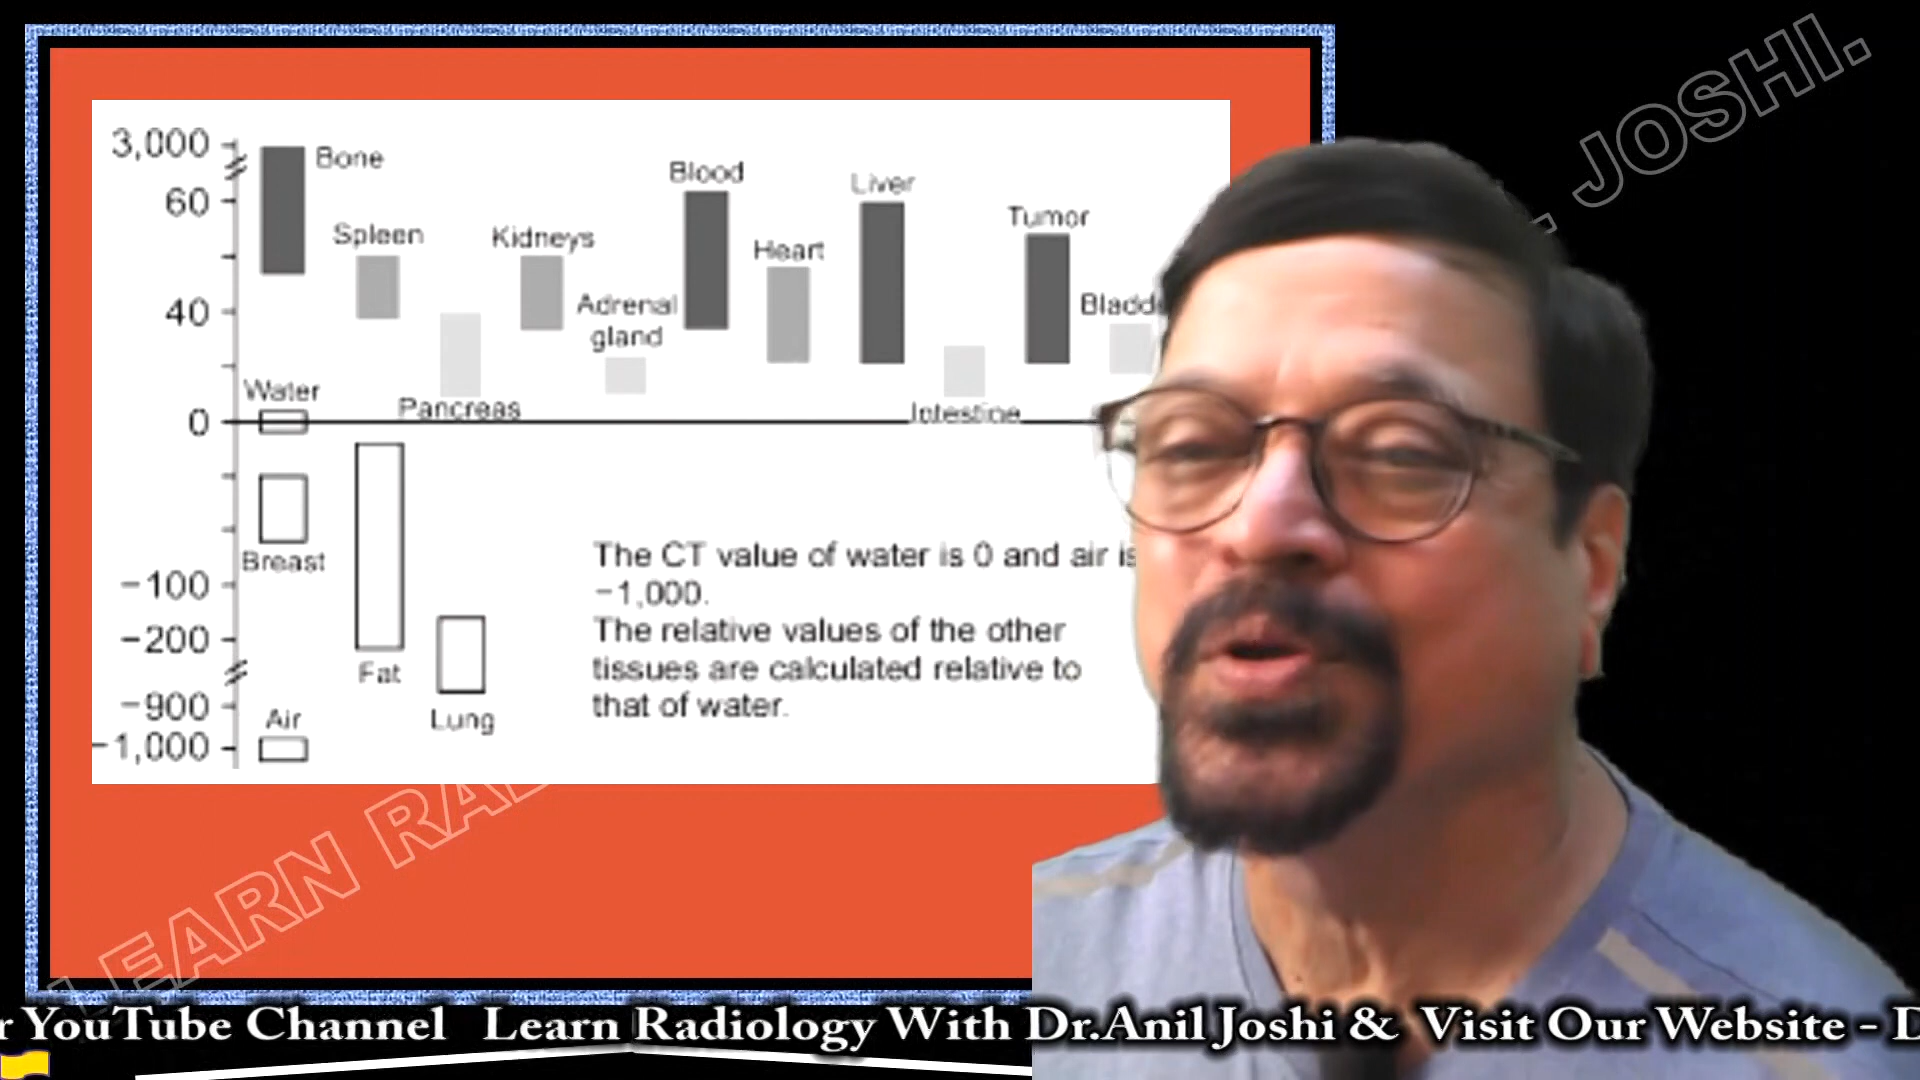 JOSHI.
3,000
Bone
Blood
Liver
60
Tumor
Spleen
Kidneys
Heart
Adrenal
gland
40
Water
Pancreas
Intestine
0
Breast
The CT value of water is 0 and air is
−1,000.
The relative values of the other
tissues are calculated relative to
that of water.
−100
−200
Fat
−900
Air
Lung
−1,000
LEARN
YouTube Channel Learn Radiology With Dr.Anil Joshi & Visit Our Website -